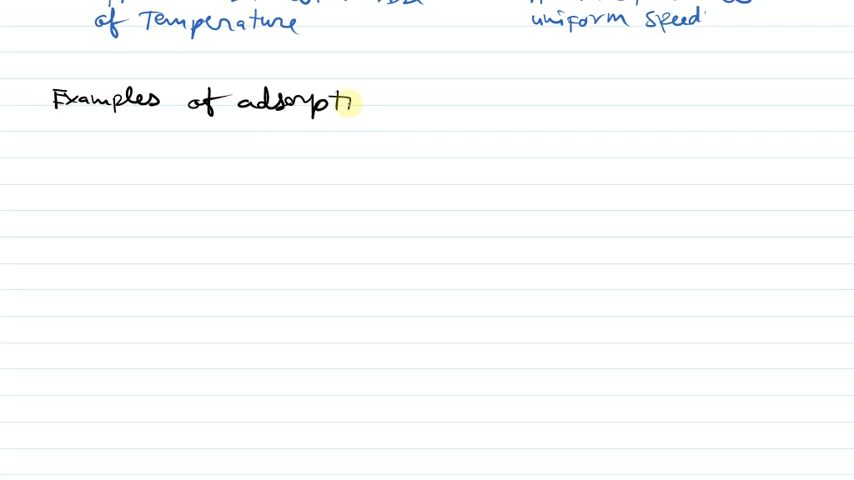 of Temperature
uniform speed.
Examples of adsorpti